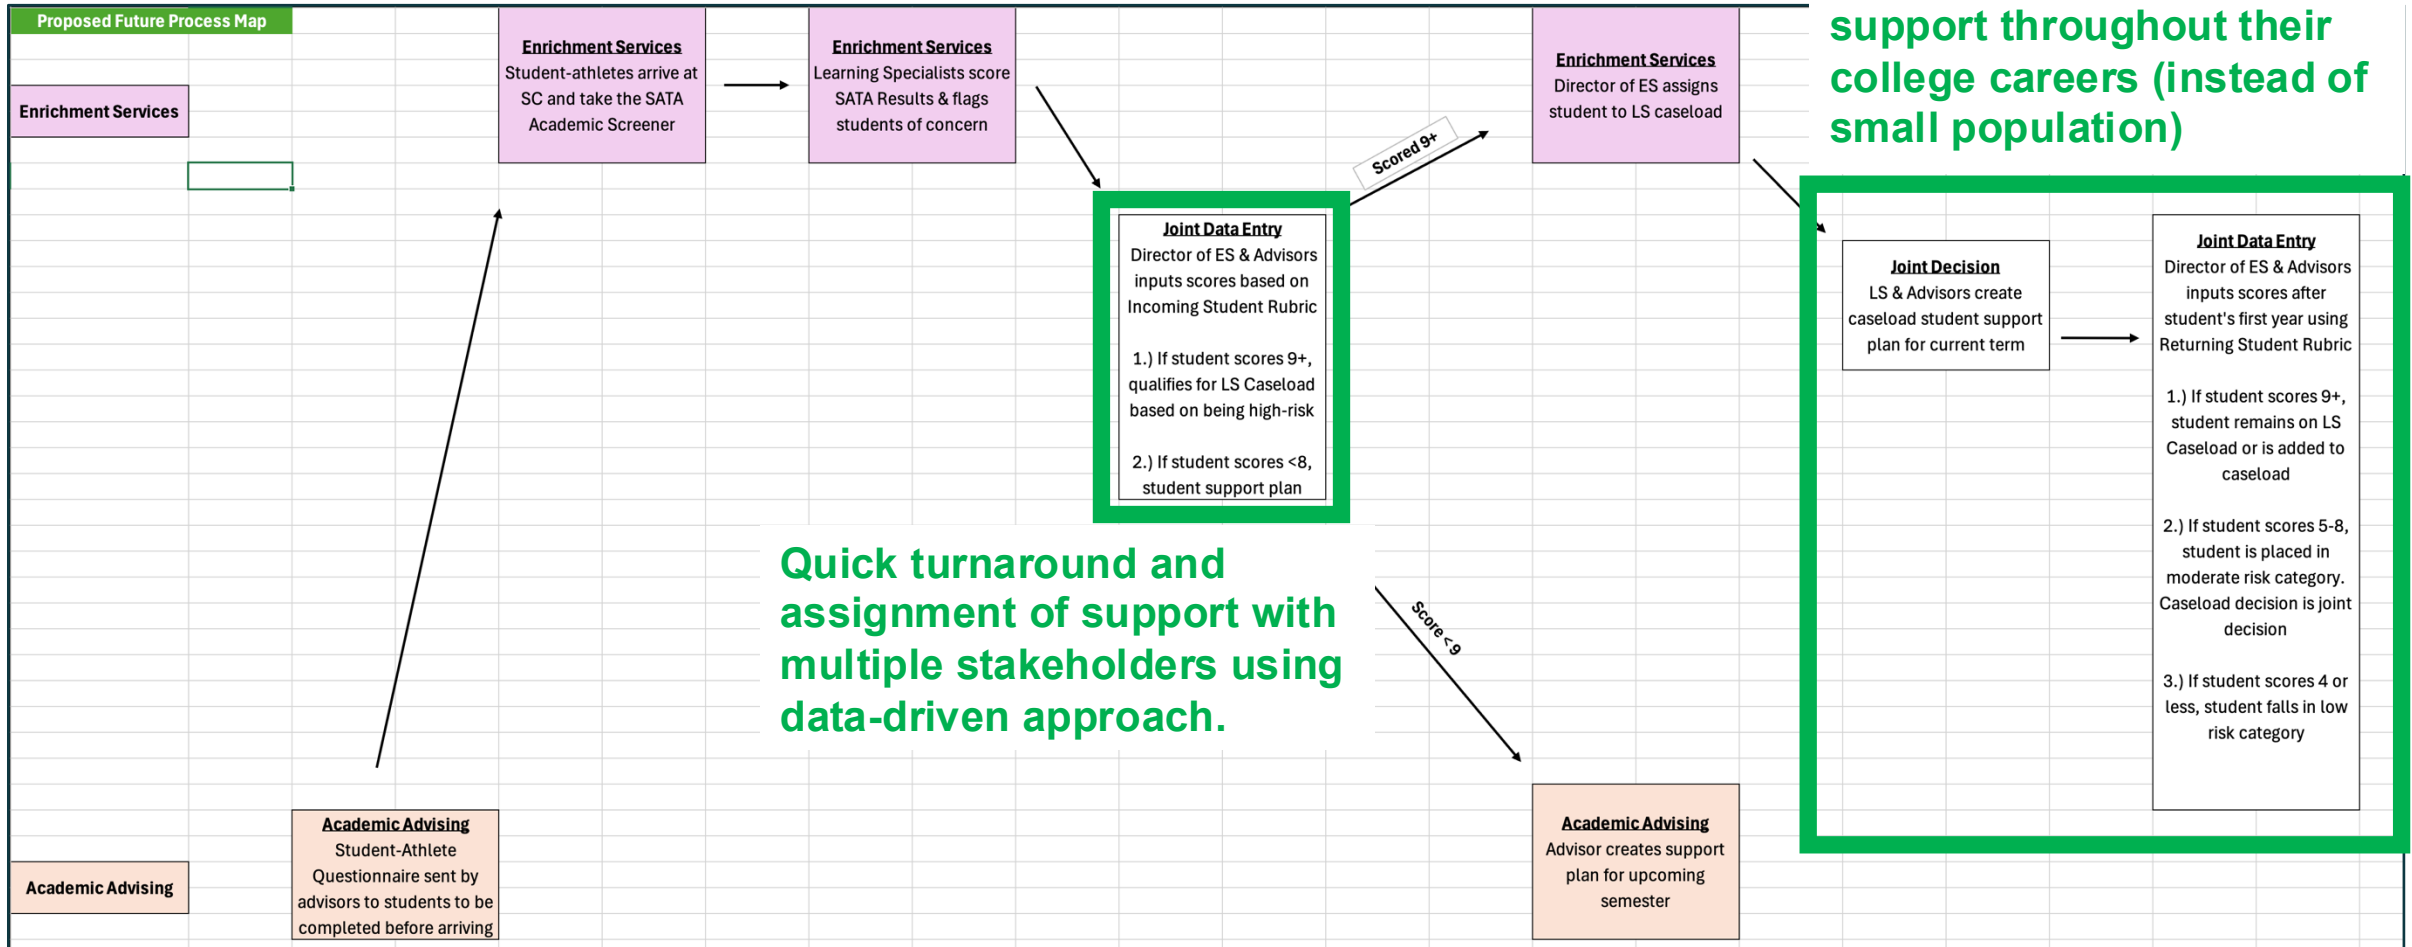 Proposed Future Process Map
Enrichment Services
Academic Advising
Academic Advising
Student-Athlete
Questionnaire sent by
advisors to students to be
completed before arriving
Enrichment Services
Student-athletes arrive at
SC and take the SATA
Academic Screener
Enrichment Services
Learning Specialists score
SATA Results & flags
students of concern
Joint Data Entry
Director of ES & Advisors
inputs scores based on
Incoming Student Rubric
1.) If student scores 9+,
qualifies for LS Caseload
based on being high-risk
2.) If student scores <8,
student support plan
Quick turnaround and
assignment of support with
multiple stakeholders using
data-driven approach.
Scored 9+
Score <9
Enrichment Services
Director of ES assigns
student to LS caseload
Academic Advising
Advisor creates support
plan for upcoming
semester
support throughout their
college careers (instead of
small population)
Joint Decision
LS & Advisors create
caseload student support
plan for current term
Joint Data Entry
Director of ES & Advisors
inputs scores after
student's first year using
Returning Student Rubric
1.) If student scores 9+,
student remains on LS
Caseload or is added to
caseload
2.) If student scores 5-8,
student is placed in
moderate risk category.
Caseload decision is joint
decision
3.) If student scores 4 or
less, student falls in low
risk category